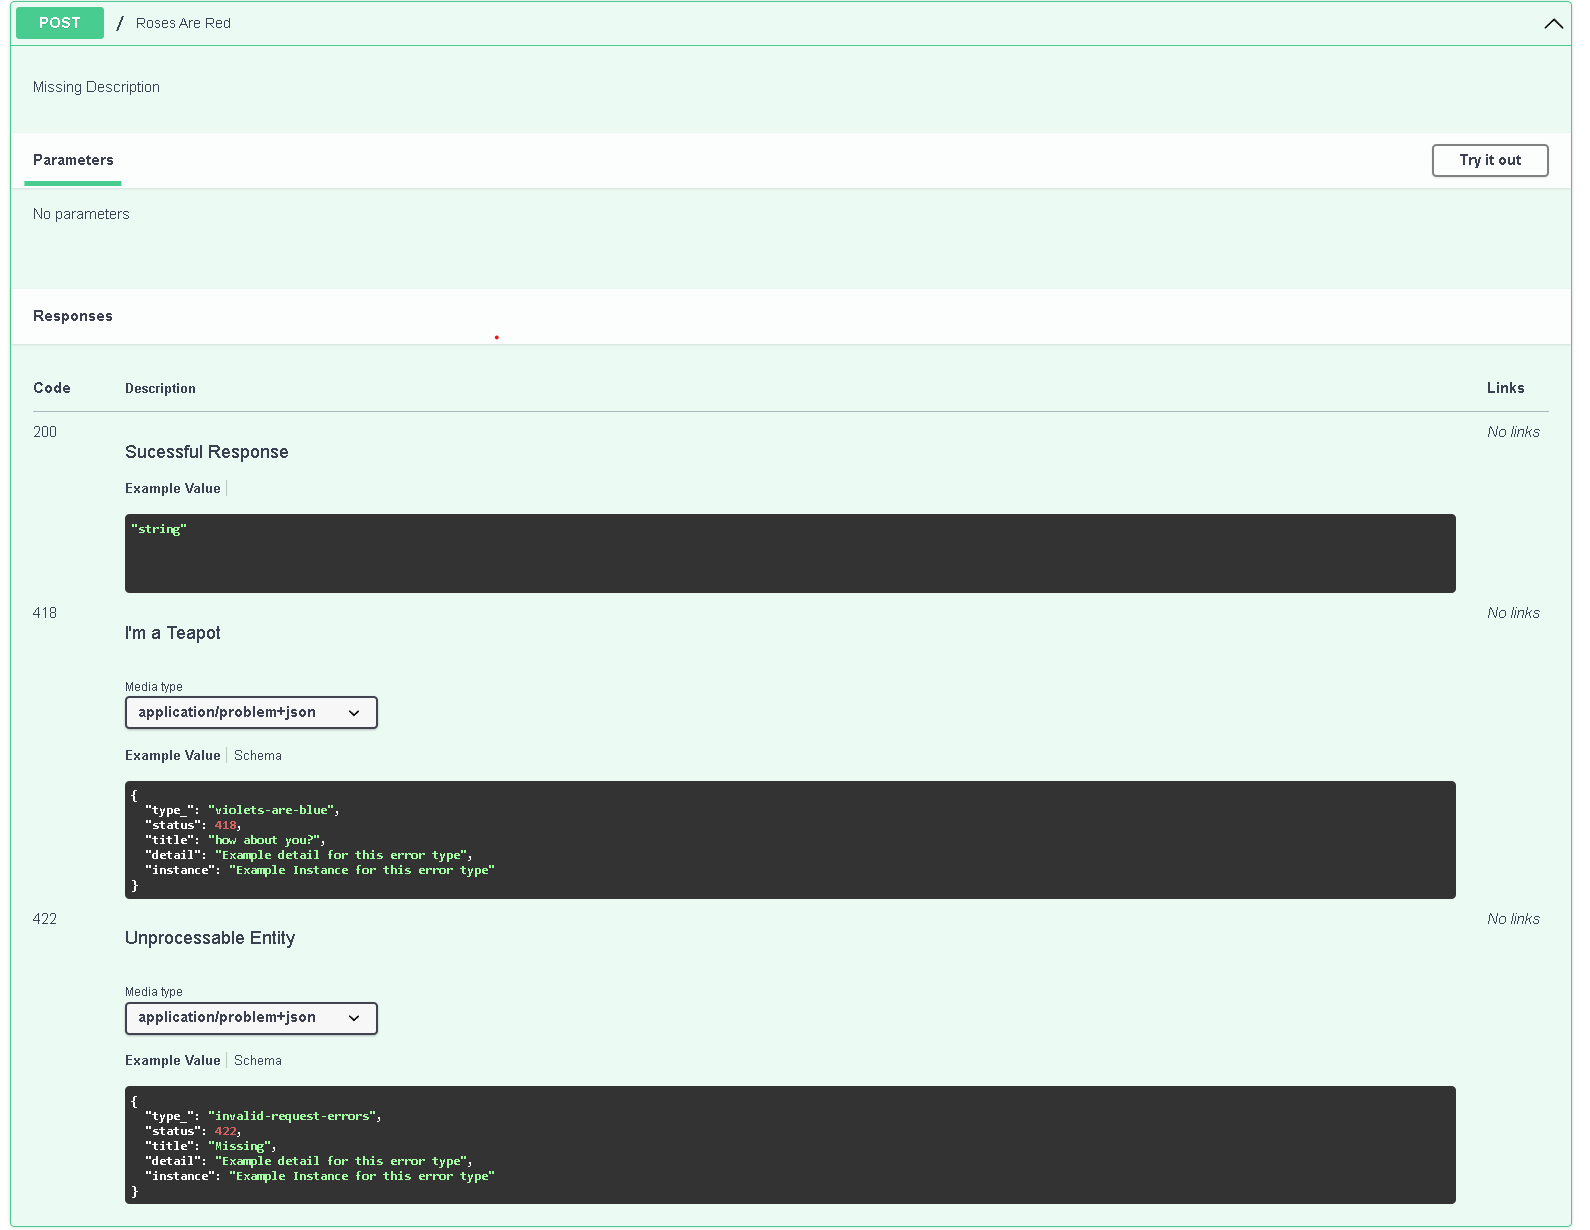 POST / Roses Are Red
Missing Description
Parameters
Try it out
No parameters
Responses
Code Description Links
200 No links
Sucessful Response
Example Value
"string"
418 No links
I'm a Teapot
Media type
application/problem+json
Example Value Schema
{
"type_": "violets-are-blue",
"status": 418,
"title": "how about you?",
"detail": "Example detail for this error type",
"instance": "Example Instance for this error type"
}
422 No links
Unprocessable Entity
Media type
application/problem+json
Example Value Schema
{
"type_": "invalid-request-errors",
"status": 422,
"title": "Missing",
"detail": "Example detail for this error type",
"instance": "Example Instance for this error type"
}